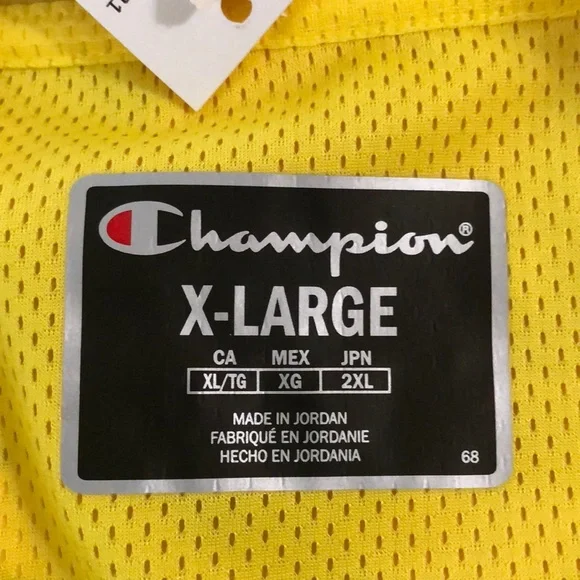 Champion®
X-LARGE
CA MEX JPN
XL/TG XG 2XL
MADE IN JORDAN
FABRIQUÉ EN JORDANIE
HECHO EN JORDANIA
68